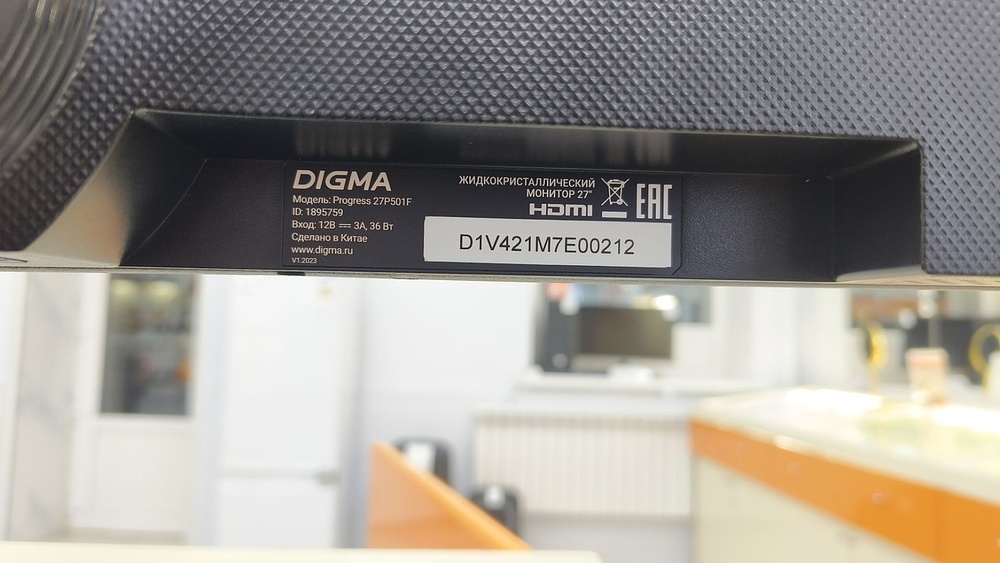 DIGMA
Модель: Progress 27P501F
ID: 1895759
Вход: 12В ⎓ 3А, 36 Вт
Сделано в Китае
www.digma.ru
V1.2023
ЖИДКОКРИСТАЛЛИЧЕСКИЙ
МОНИТОР 27"
HDMI
EAC
D1V421M7E00212